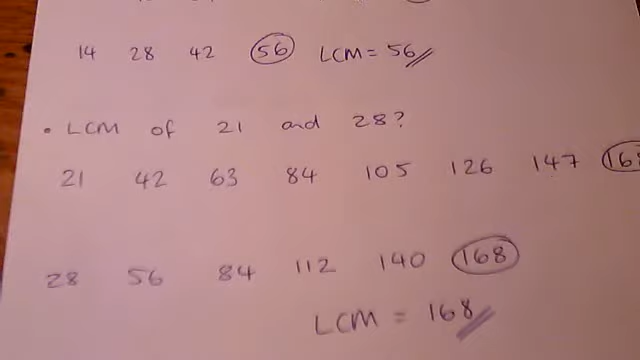 14 28 42 56 LCM = 56
• LCM of 21 and 28?
21 42 63 84 105 126 147 168
28 56 84 112 140 168
LCM = 168